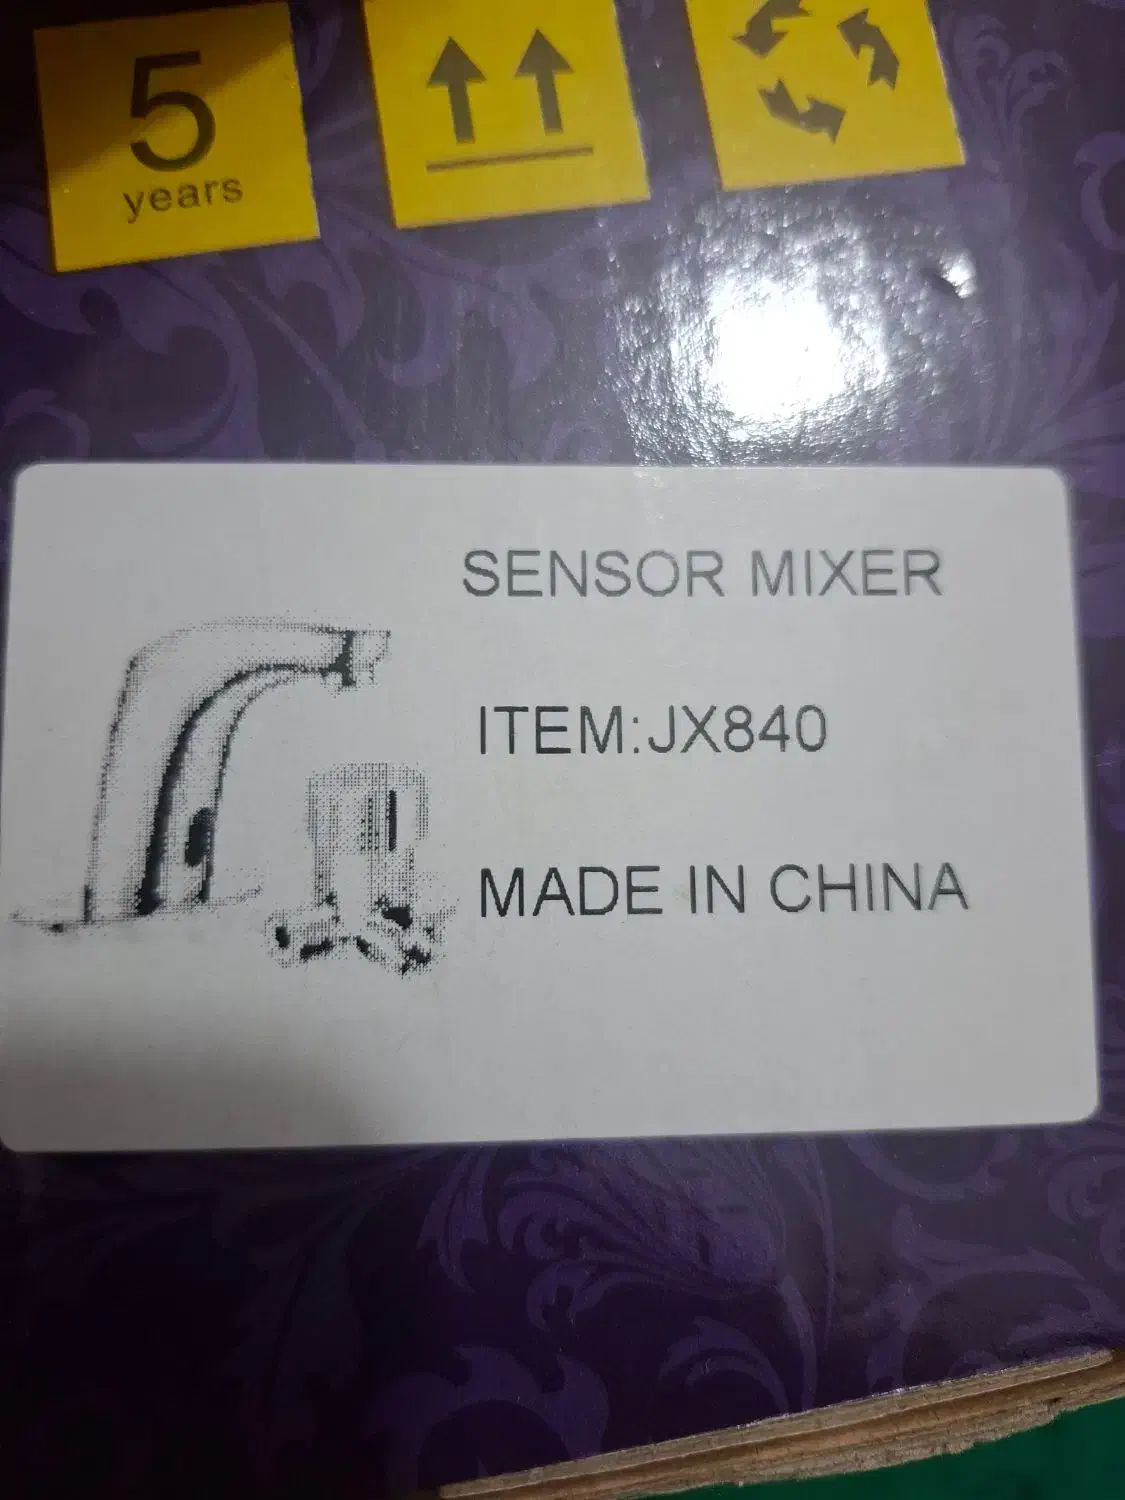 5
years
SENSOR MIXER
ITEM:JX840
MADE IN CHINA